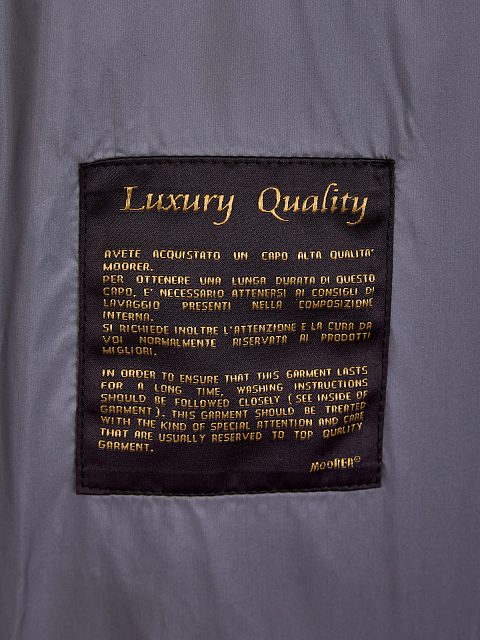 Luxury Quality
AVETE ACQUISTATO UN CAPO ALTA QUALITA'
MOORER.
PER OTTENERE UNA LUNGA DURATA DI QUESTO
CAPO, E' NECESSARIO ATTENERSI AI CONSIGLI DI
LAVAGGIO PRESENTI NELLA COMPOSIZIONE
INTERNA.
SI RICHIEDE INOLTRE L'ATTENZIONE E LA CURA DA
VOI NORMALMENTE RISERVATA AI PRODOTTI
MIGLIORI.
IN ORDER TO ENSURE THAT THIS GARMENT LASTS
FOR A LONG TIME, WASHING INSTRUCTIONS
SHOULD BE FOLLOWED CLOSELY (SEE INSIDE OF
GARMENT). THIS GARMENT SHOULD BE TREATED
WITH THE KIND OF SPECIAL ATTENTION AND CARE
THAT ARE USUALLY RESERVED TO TOP QUALITY
GARMENT.
MOORER®